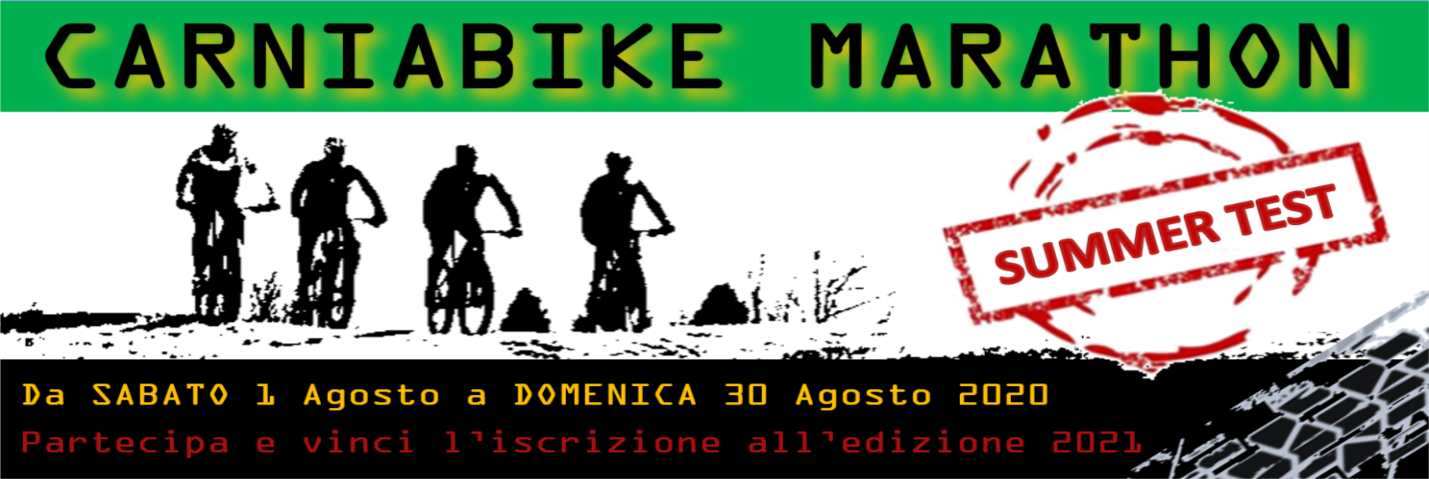 CARNIABIKE MARATHON
SUMMER TEST
Da SABATO 1 Agosto a DOMENICA 30 Agosto 2020
Partecipa e vinci l'iscrizione all'edizione 2021